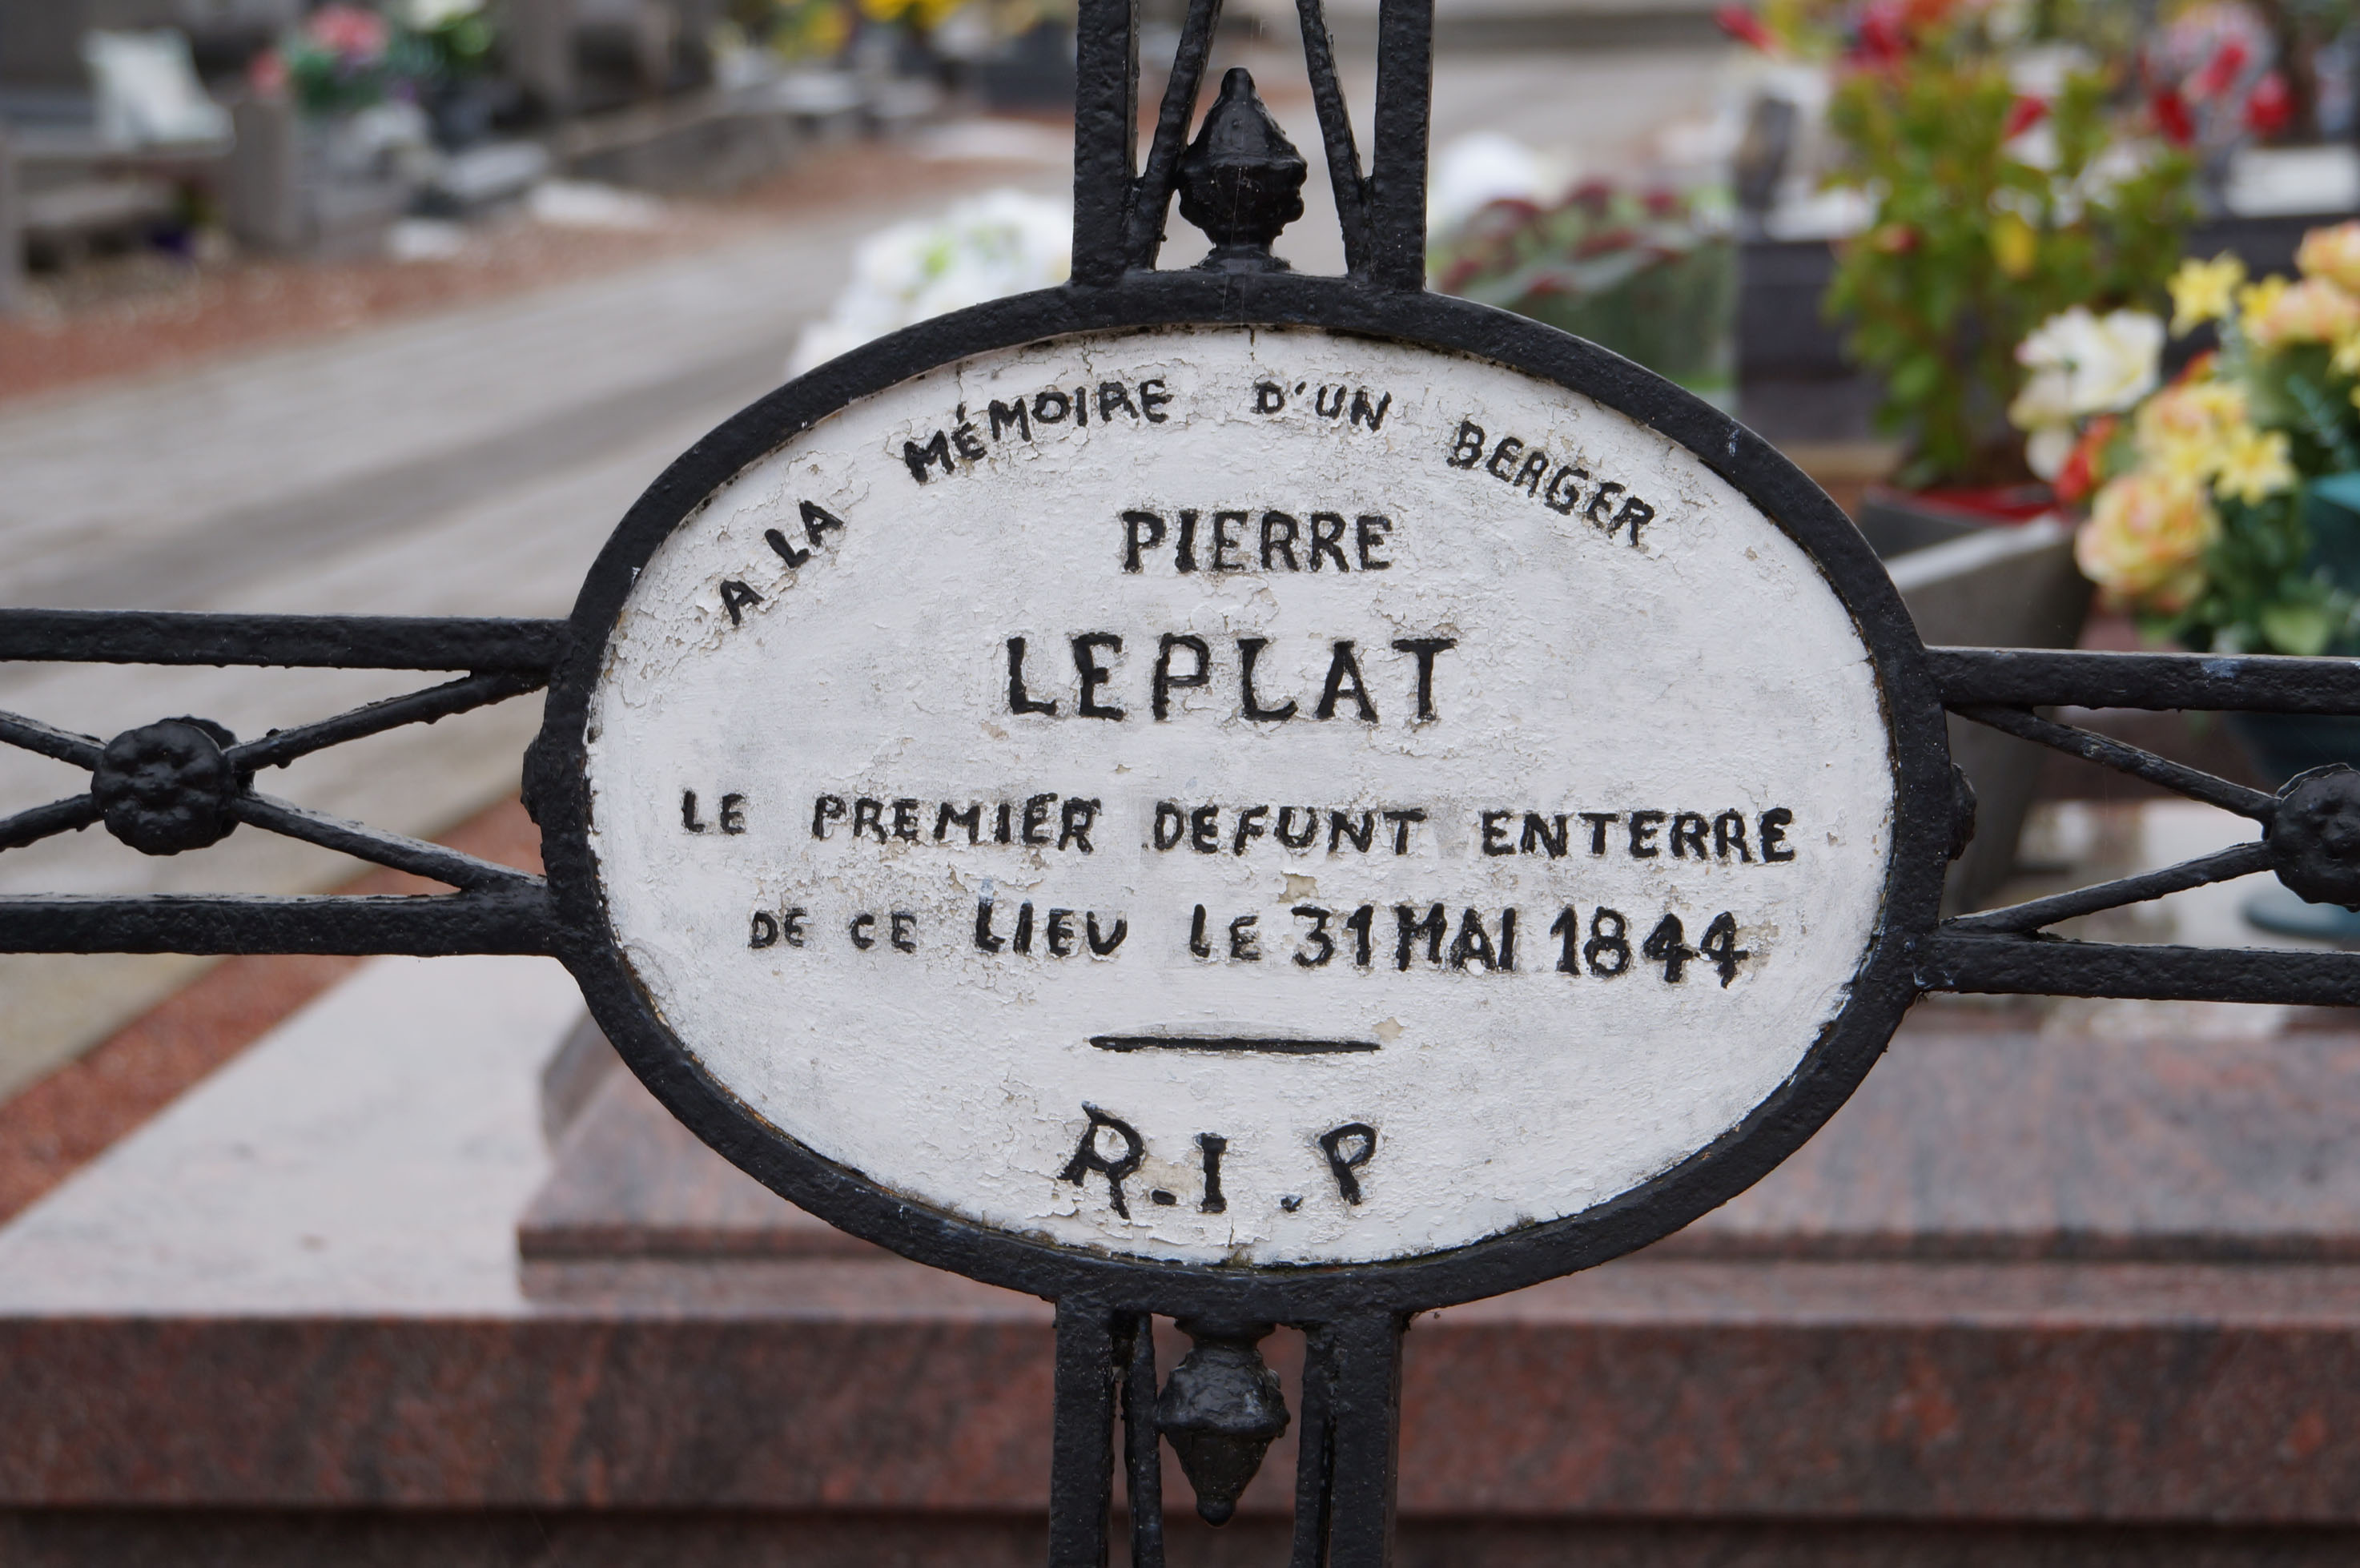 A LA MÉMOIRE D'UN BERGER
PIERRE
LEPLAT
LE PREMIER DEFUNT ENTERRE
DE CE LIEU LE 31 MAI 1844
R.I.P